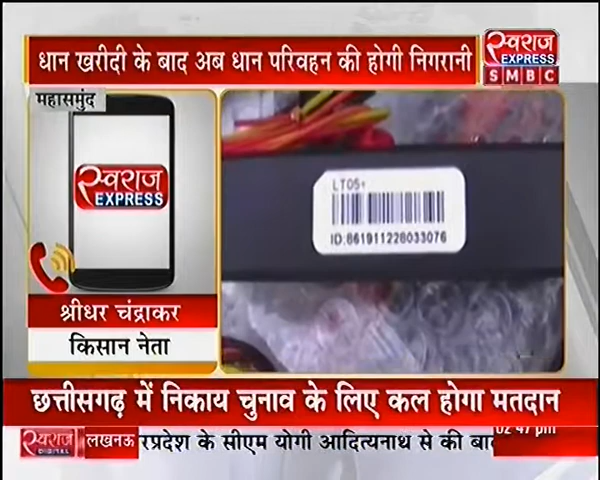 धान खरीदी के बाद अब धान परिवहन की होगी निगरानी
स्वराज
EXPRESS
SMBC
महासमुंद
स्वराज
EXPRESS
LT05+
ID:861911228033076
श्रीधर चंद्राकर
किसान नेता
छत्तीसगढ़ में निकाय चुनाव के लिए कल होगा मतदान
02 47 pm
स्वराज
DIGITAL
लखनऊ
रप्रदेश के सीएम योगी आदित्यनाथ से की बा